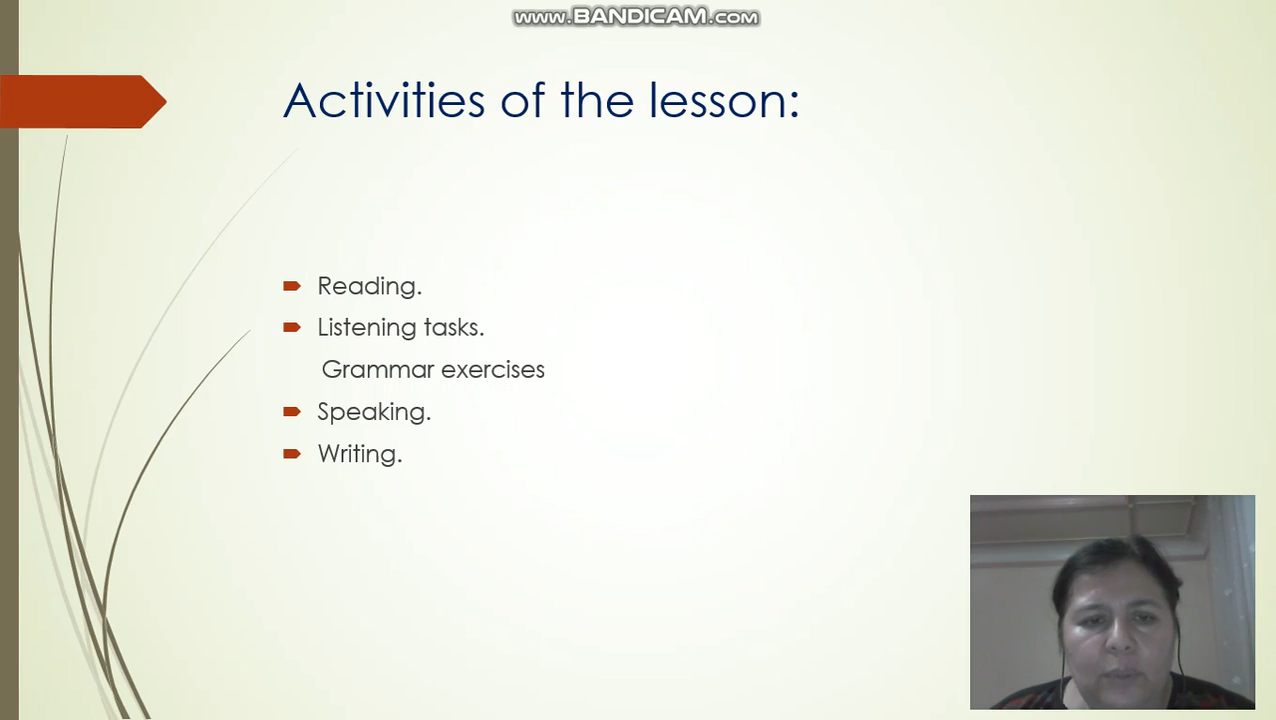 www.BANDICAM.com
Activities of the lesson:
Reading.
Listening tasks.
Grammar exercises
Speaking.
Writing.